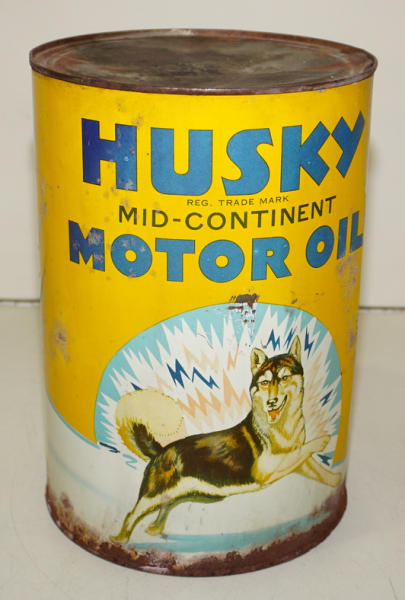 HUSKY
REG. TRADE MARK
MID-CONTINENT
MOTOR OIL